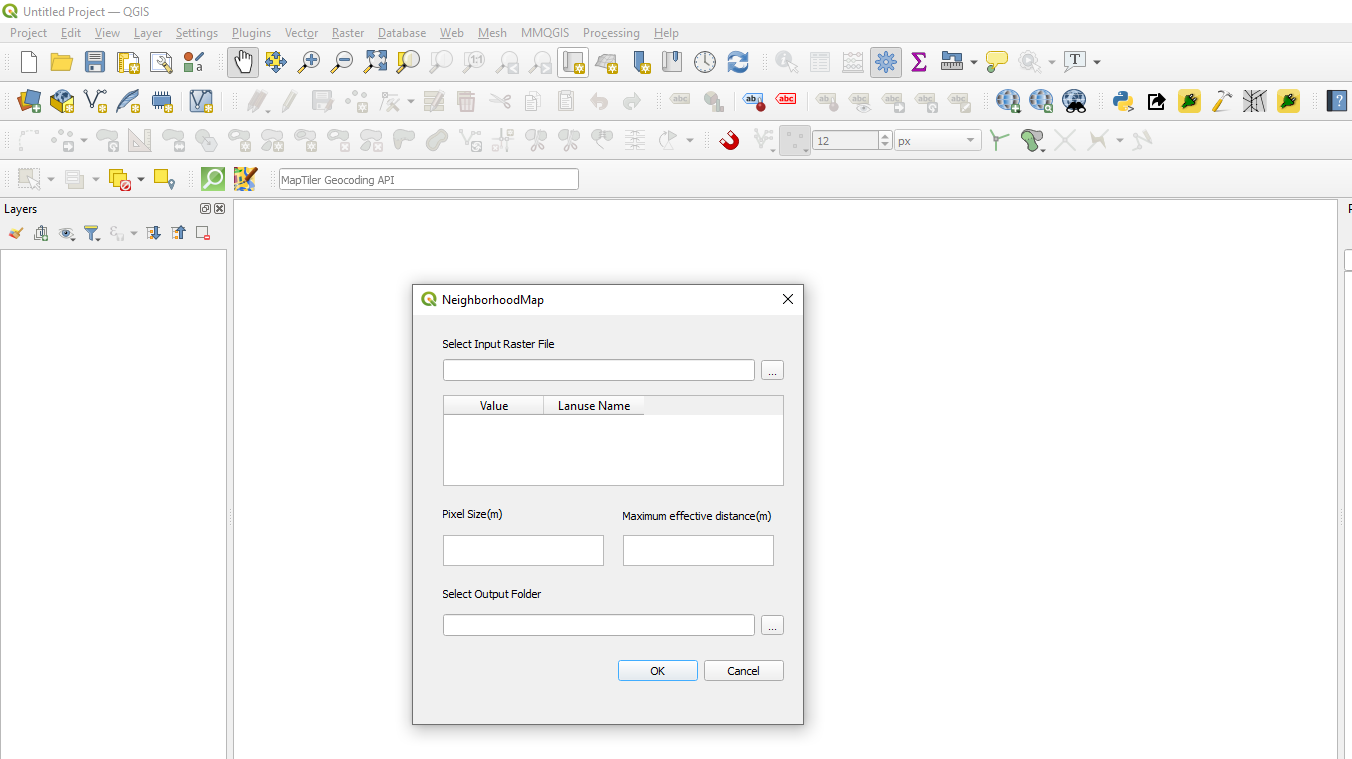 Untitled Project — QGIS
Project Edit View Layer Settings Plugins Vector Raster Database Web Mesh MMQGIS Processing Help
12 px
MapTiler Geocoding API
Layers
NeighborhoodMap
Select Input Raster File
...
Value Lanuse Name
Pixel Size(m) Maximum effective distance(m)
Select Output Folder
...
OK Cancel